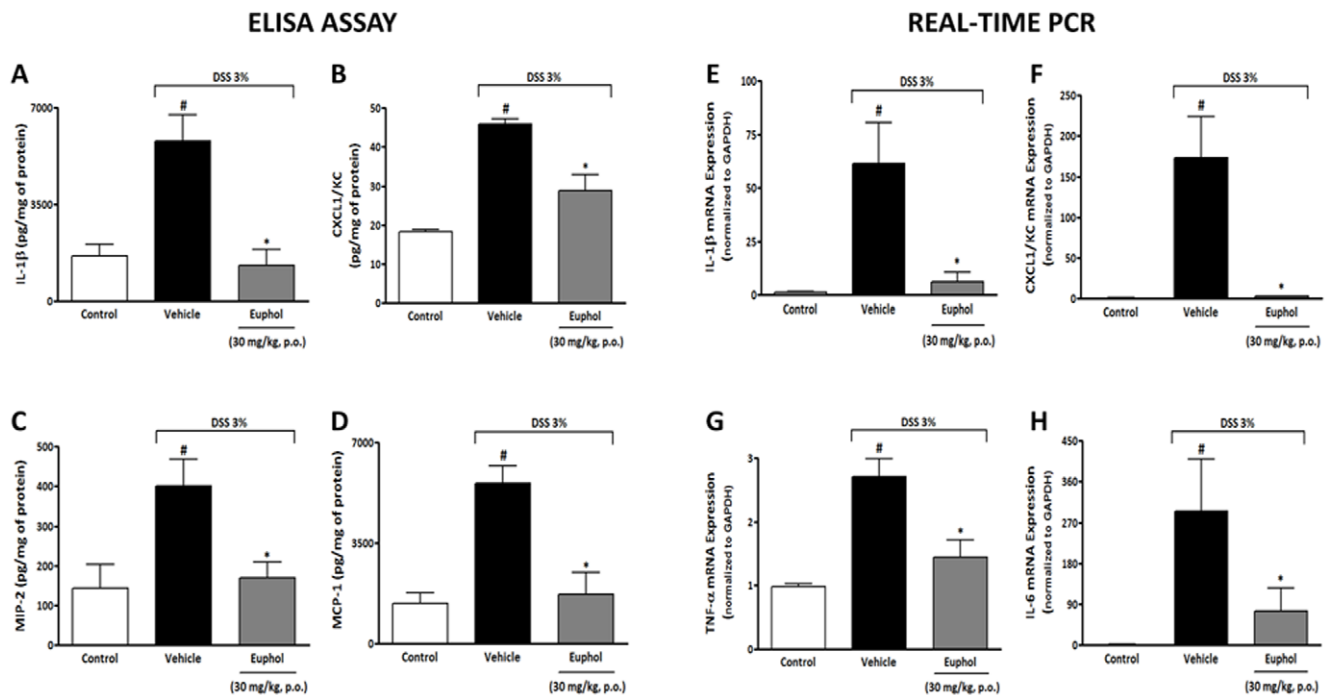 ELISA ASSAY
REAL-TIME PCR
A
DSS 3%
IL-1β (pg/mg of protein)
7000
3500
0
#
*
Control
Vehicle
Euphol
(30 mg/kg, p.o.)
B
DSS 3%
CXCL1/KC
(pg/mg of protein)
50
40
30
20
10
0
#
*
Control
Vehicle
Euphol
(30 mg/kg, p.o.)
E
DSS 3%
IL-1β mRNA Expression
(normalized to GAPDH)
100
75
50
25
0
#
*
Control
Vehicle
Euphol
(30 mg/kg, p.o.)
F
DSS 3%
CXCL1/KC mRNA Expression
(normalized to GAPDH)
250
200
150
100
50
0
#
*
Control
Vehicle
Euphol
(30 mg/kg, p.o.)
C
DSS 3%
MIP-2 (pg/mg of protein)
500
400
300
200
100
0
#
*
Control
Vehicle
Euphol
(30 mg/kg, p.o.)
D
DSS 3%
MCP-1 (pg/mg of protein)
7000
3500
0
#
*
Control
Vehicle
Euphol
(30 mg/kg, p.o.)
G
DSS 3%
TNF-α mRNA Expression
(normalized to GAPDH)
3
2
1
0
#
*
Control
Vehicle
Euphol
(30 mg/kg, p.o.)
H
DSS 3%
IL-6 mRNA Expression
(normalized to GAPDH)
450
360
270
180
90
0
#
*
Control
Vehicle
Euphol
(30 mg/kg, p.o.)